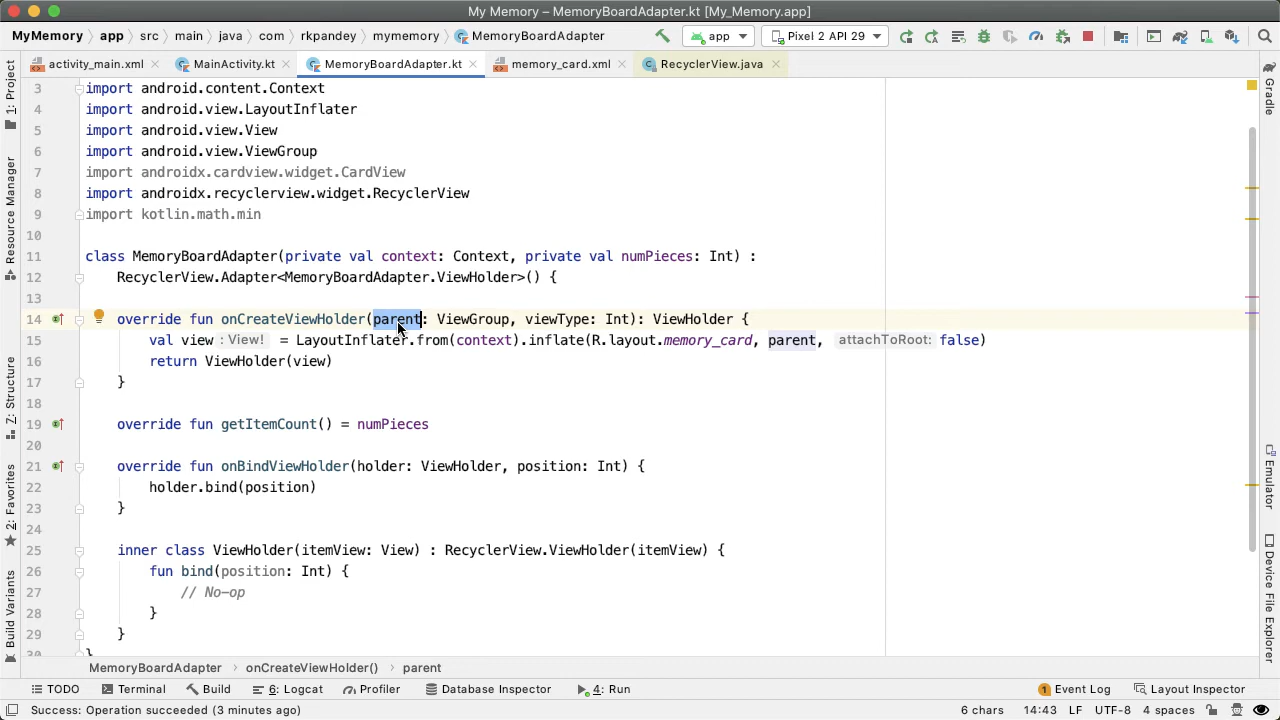 My Memory – MemoryBoardAdapter.kt [My_Memory.app]
MyMemory app src main java com rkpandey mymemory MemoryBoardAdapter app Pixel 2 API 29
activity_main.xml MainActivity.kt MemoryBoardAdapter.kt memory_card.xml RecyclerView.java
1: Project
Resource Manager
Z: Structure
2: Favorites
Build Variants
3 import android.content.Context
4 import android.view.LayoutInflater
5 import android.view.View
6 import android.view.ViewGroup
7 import androidx.cardview.widget.CardView
8 import androidx.recyclerview.widget.RecyclerView
9 import kotlin.math.min
10
11 class MemoryBoardAdapter(private val context: Context, private val numPieces: Int) :
12 RecyclerView.Adapter<MemoryBoardAdapter.ViewHolder>() {
13
14 override fun onCreateViewHolder(parent: ViewGroup, viewType: Int): ViewHolder {
15 val view : View! = LayoutInflater.from(context).inflate(R.layout.memory_card, parent, attachToRoot: false)
16 return ViewHolder(view)
17 }
18
19 override fun getItemCount() = numPieces
20
21 override fun onBindViewHolder(holder: ViewHolder, position: Int) {
22 holder.bind(position)
23 }
24
25 inner class ViewHolder(itemView: View) : RecyclerView.ViewHolder(itemView) {
26 fun bind(position: Int) {
27 // No-op
28 }
29 }
30 }
Gradle
Emulator
Device File Explorer
MemoryBoardAdapter onCreateViewHolder() parent
TODO Terminal Build 6: Logcat Profiler Database Inspector 4: Run 1 Event Log Layout Inspector
Success: Operation succeeded (3 minutes ago) 6 chars 14:43 LF UTF-8 4 spaces